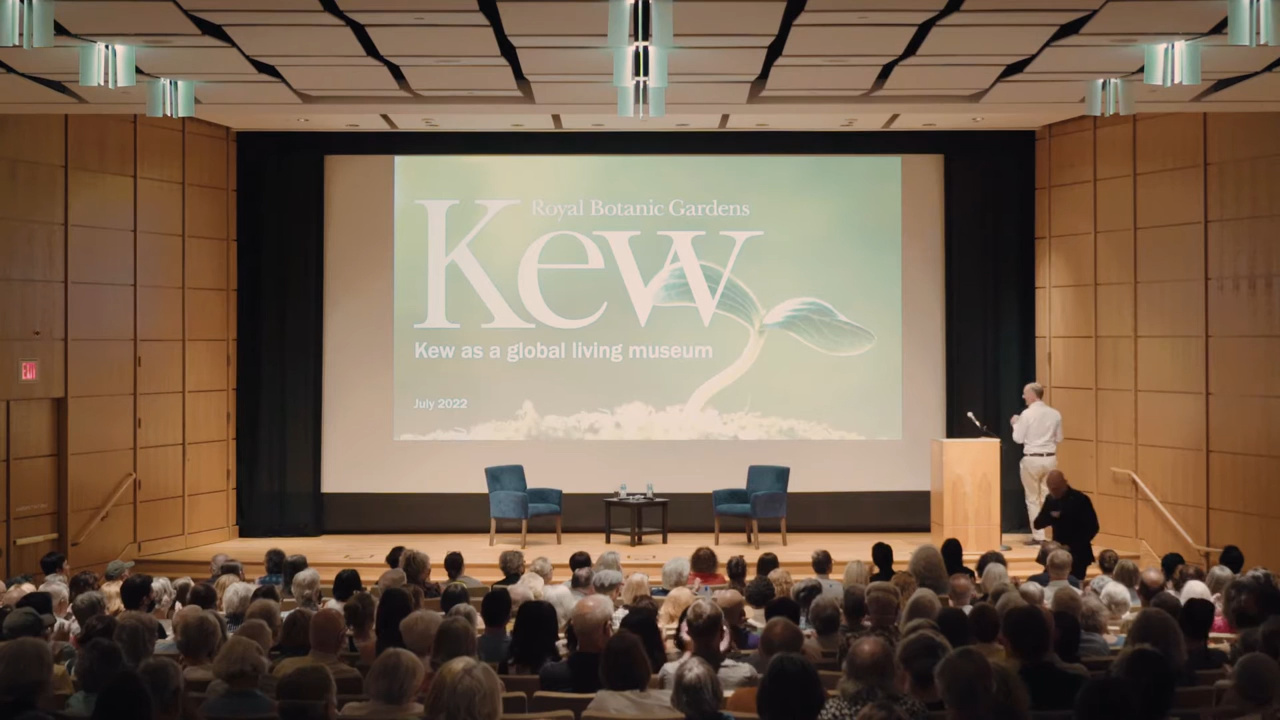 Royal Botanic Gardens
Kew
Kew as a global living museum
July 2022
EXIT